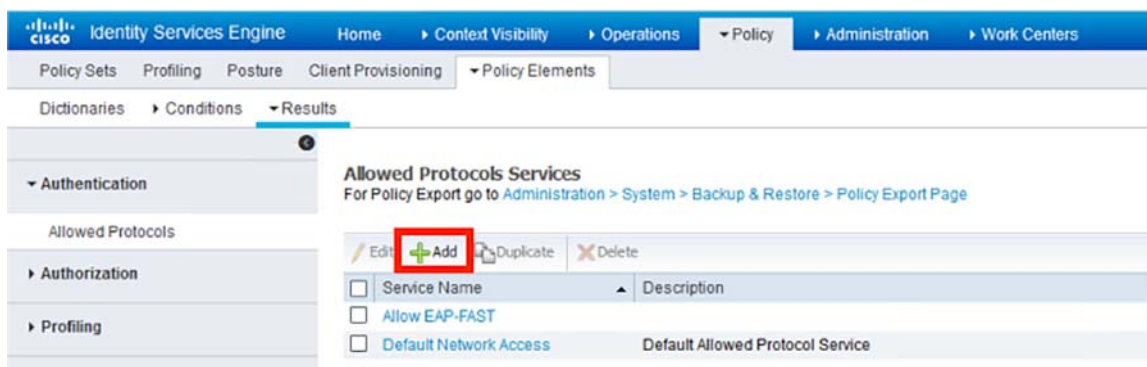 cisco Identity Services Engine Home Context Visibility Operations Policy Administration Work Centers
Policy Sets Profiling Posture Client Provisioning Policy Elements
Dictionaries Conditions Results
Authentication
Allowed Protocols
Authorization
Profiling
Allowed Protocols Services
For Policy Export go to Administration > System > Backup & Restore > Policy Export Page
Edit Add Duplicate Delete
Service Name Description
Allow EAP-FAST
Default Network Access Default Allowed Protocol Service